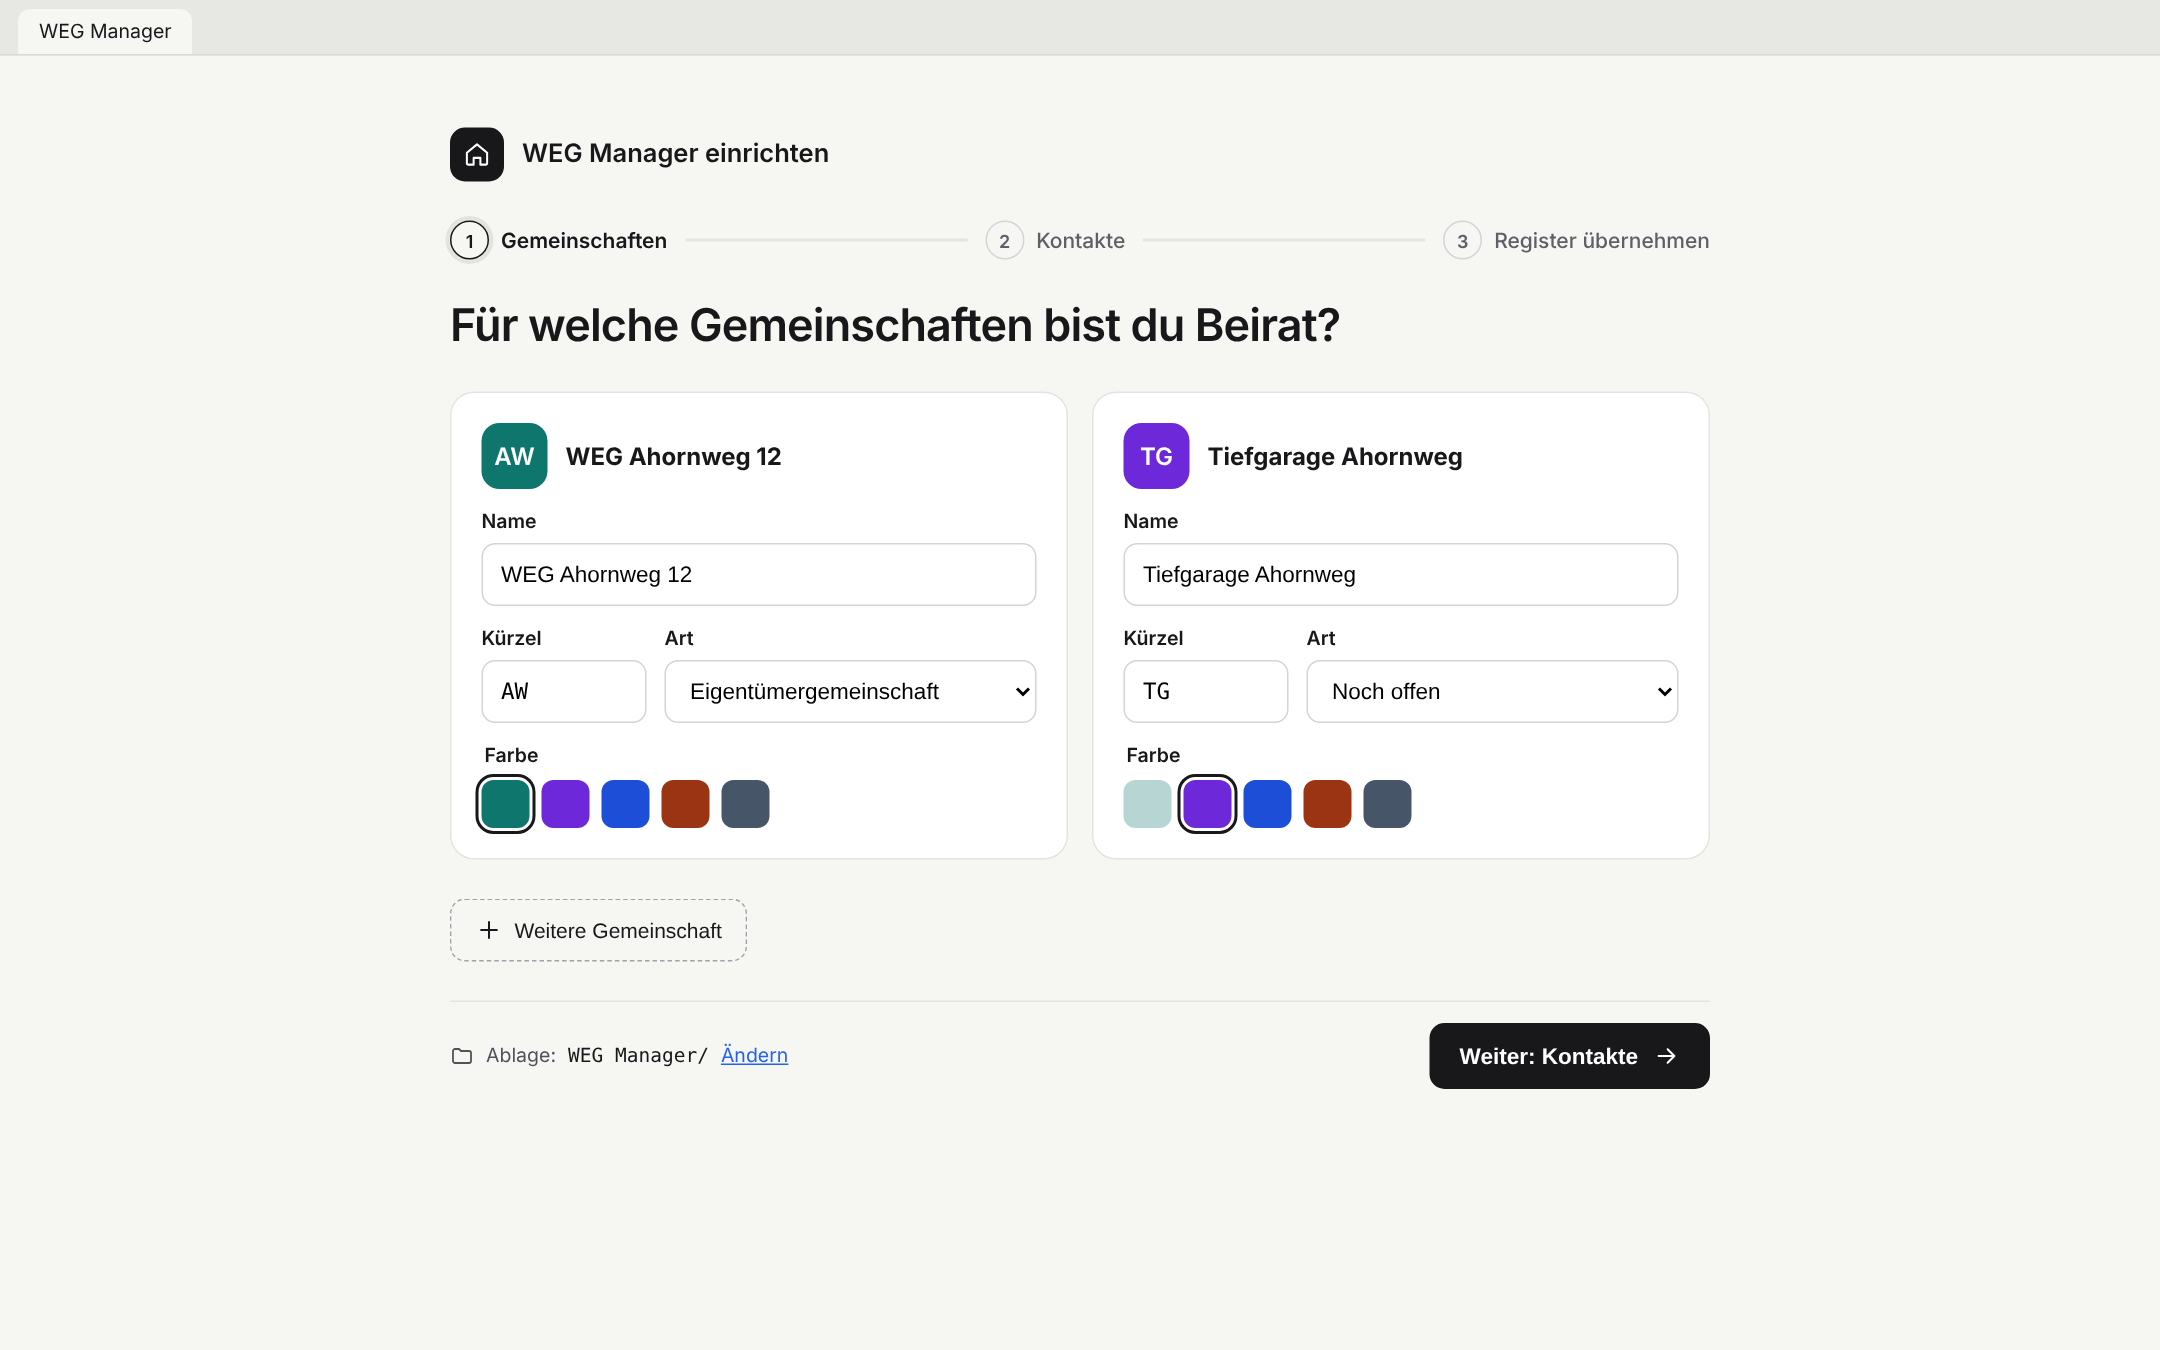 WEG Manager
WEG Manager einrichten
1 Gemeinschaften
2 Kontakte
3 Register übernehmen
Für welche Gemeinschaften bist du Beirat?
AW WEG Ahornweg 12
Name
WEG Ahornweg 12
Kürzel Art
AW Eigentümergemeinschaft
Farbe
TG Tiefgarage Ahornweg
Name
Tiefgarage Ahornweg
Kürzel Art
TG Noch offen
Farbe
Weitere Gemeinschaft
Ablage: WEG Manager/ Ändern
Weiter: Kontakte